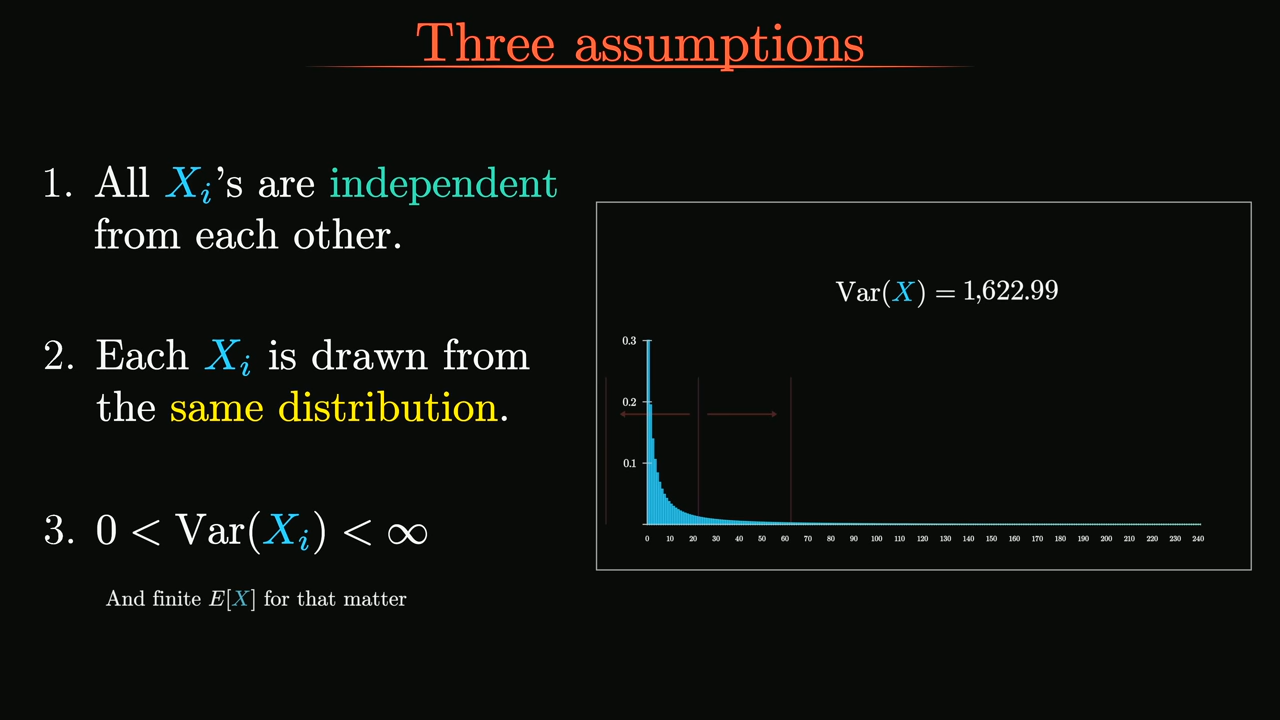 Three assumptions
1. All Xᵢ's are independent
from each other.
2. Each Xᵢ is drawn from
the same distribution.
3. 0 < Var(Xᵢ) < ∞
And finite E[X] for that matter
Var(X) = 1,622.99
0.3
0.2
0.1
0 10 20 30 40 50 60 70 80 90 100 110 120 130 140 150 160 170 180 190 200 210 220 230 240